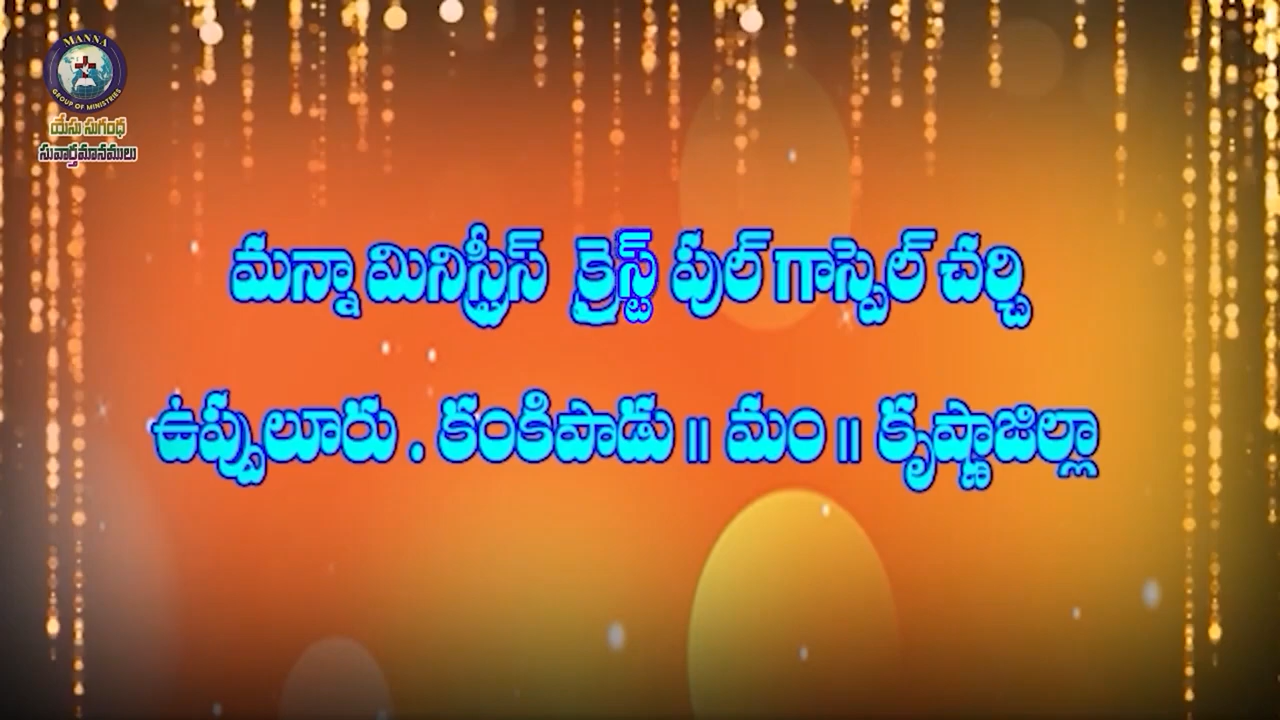 MANNA
GROUP OF MINISTRIES
యేసు సుగంధ
సువార్తమానములు
మన్నా మినిస్ట్రీస్ క్రైస్ట్ పుల్ గాస్పెల్ చర్చి
ఉప్పులూరు . కంకిపాడు || మం || కృష్ణాజిల్లా